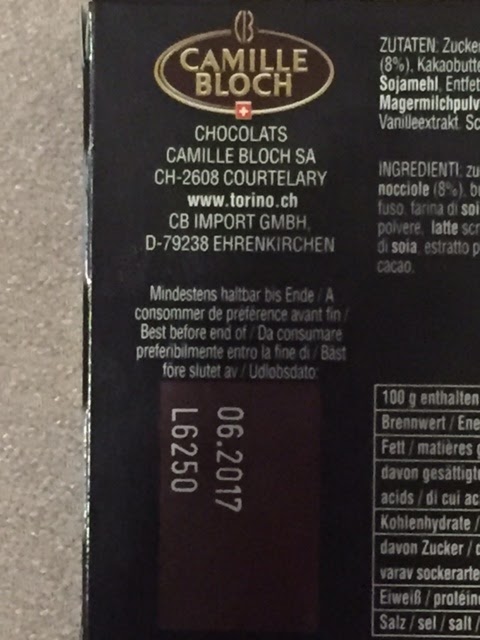 CB
CAMILLE
BLOCH
CHOCOLATS
CAMILLE BLOCH SA
CH-2608 COURTELARY
www.torino.ch
CB IMPORT GMBH,
D-79238 EHRENKIRCHEN
Mindestens haltbar bis Ende / A
consommer de préférence avant fin /
Best before end of / Da consumare
preferibilmente entro la fine di / Bäst
före slutet av / Udløbsdato:
06.2017
L6250
ZUTATEN: Zucker
(8%), Kakaobutte
Sojamehl, Entfet
Magermilchpulv
Vanilleextrakt. Sc
INGREDIENTI: zu
nocciole (8%), bu
fuso, farina di soi
polvere, latte scr
di soia, estratto p
cacao.
100 g enthalten
Brennwert / Ene
Fett / matières g
davon gesättigte
acids / di cui ac
Kohlenhydrate /
davon Zucker /
varav sockerarte
Eiweiß / protéine
Salz / sel / salt /